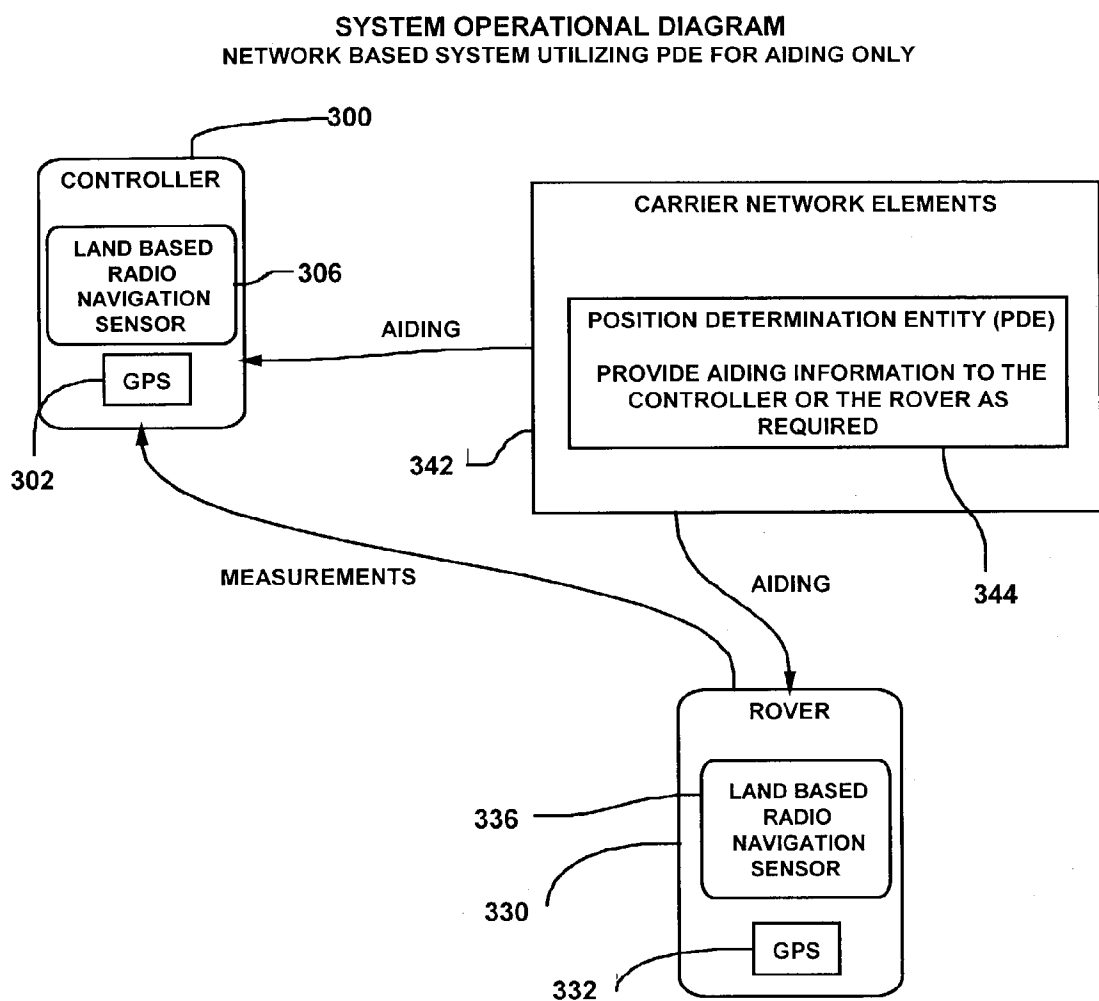 SYSTEM OPERATIONAL DIAGRAM
NETWORK BASED SYSTEM UTILIZING PDE FOR AIDING ONLY
300
CONTROLLER
LAND BASED
RADIO
NAVIGATION
SENSOR
306
GPS
302
AIDING
CARRIER NETWORK ELEMENTS
POSITION DETERMINATION ENTITY (PDE)
PROVIDE AIDING INFORMATION TO THE
CONTROLLER OR THE ROVER AS
REQUIRED
342
344
MEASUREMENTS
AIDING
ROVER
LAND BASED
RADIO
NAVIGATION
SENSOR
336
330
GPS
332